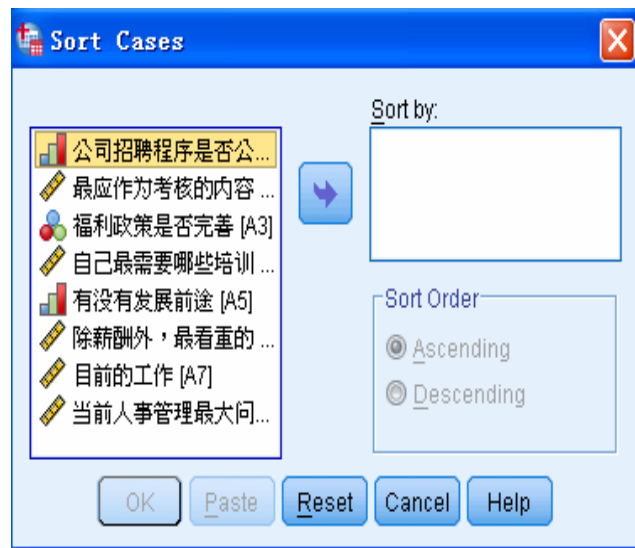 Sort Cases
公司招聘程序是否公...
最应作为考核的内容 ...
福利政策是否完善 [A3]
自己最需要哪些培训 ...
有没有发展前途 [A5]
除薪酬外，最看重的 ...
目前的工作 [A7]
当前人事管理最大问...
Sort by:
Sort Order
Ascending
Descending
OK Paste Reset Cancel Help